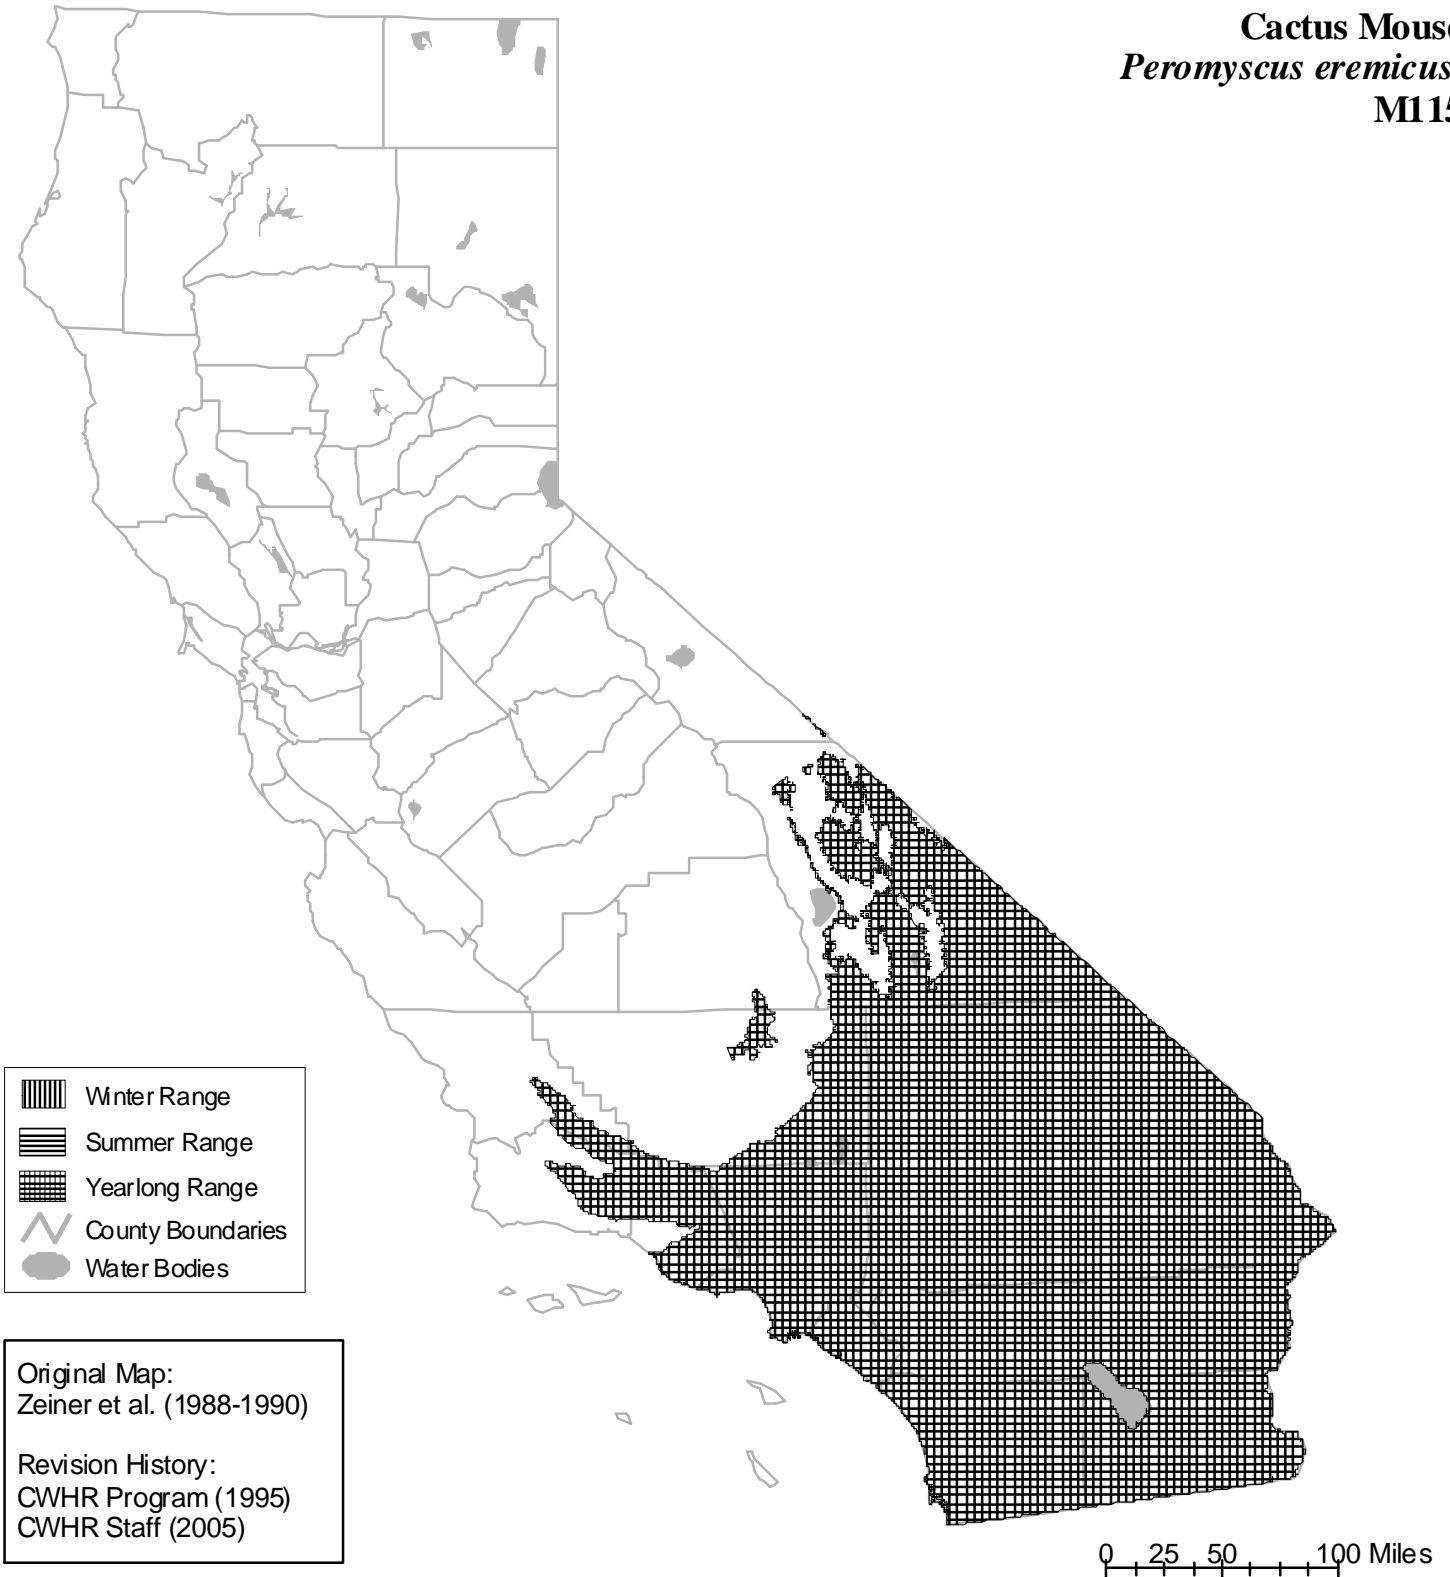 Cactus Mouse
Peromyscus eremicus
M115
Winter Range
Summer Range
Yearlong Range
County Boundaries
Water Bodies
Original Map:
Zeiner et al. (1988-1990)
Revision History:
CWHR Program (1995)
CWHR Staff (2005)
0 25 50 100 Miles